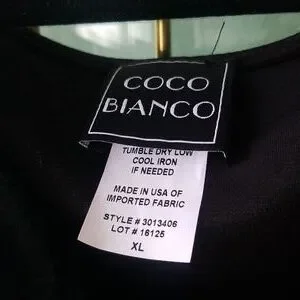 COCO
BIANCO
TUMBLE DRY LOW
COOL IRON
IF NEEDED
MADE IN USA OF
IMPORTED FABRIC
STYLE # 3013406
LOT # 16125
XL